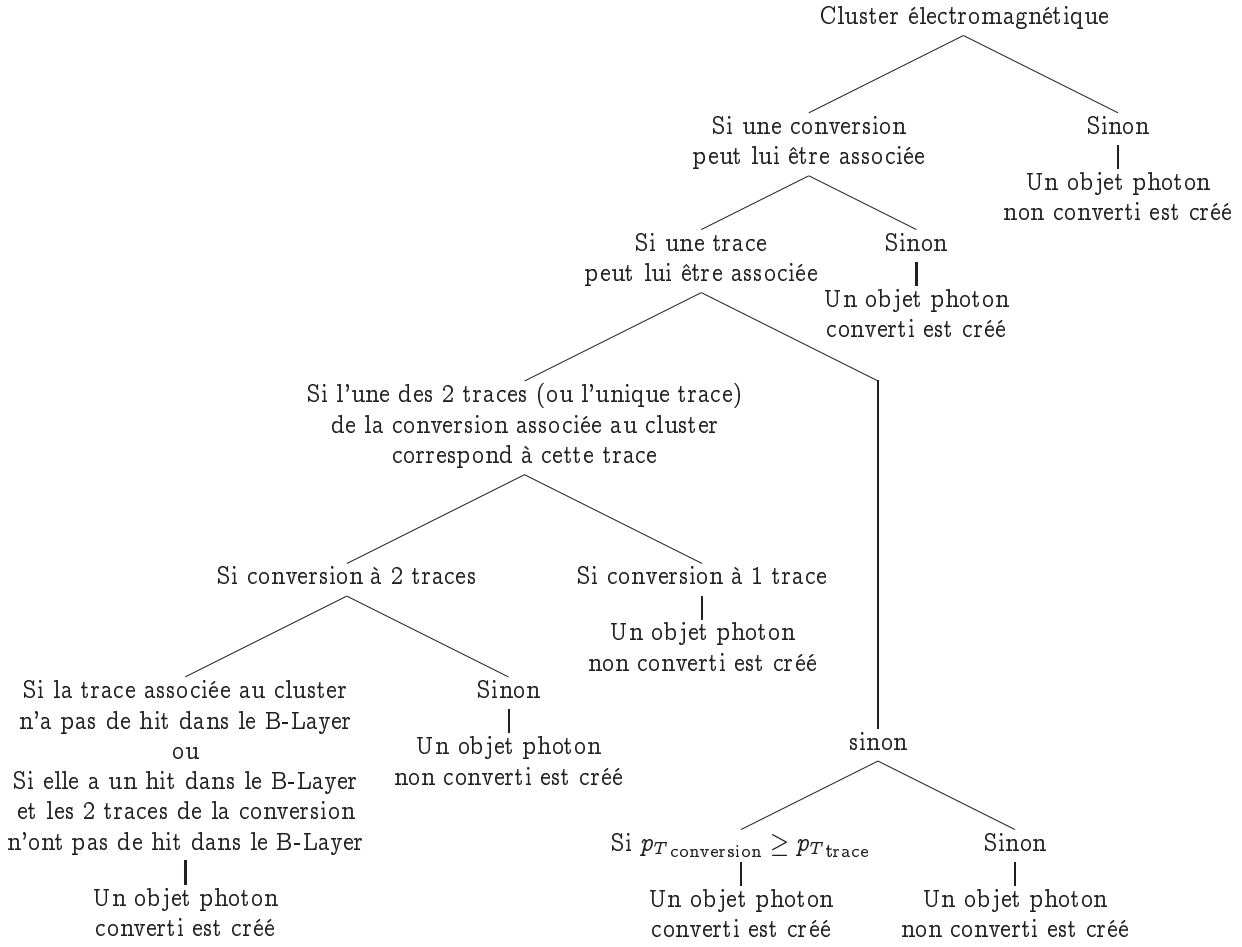 Cluster électromagnétique
Si une conversion
peut lui être associée
Sinon
Un objet photon
non converti est créé
Si une trace
peut lui être associée
Sinon
Un objet photon
converti est créé
Si l'une des 2 traces (ou l'unique trace)
de la conversion associée au cluster
correspond à cette trace
Si conversion à 2 traces
Si conversion à 1 trace
Un objet photon
non converti est créé
Si la trace associée au cluster
n'a pas de hit dans le B-Layer
ou
Si elle a un hit dans le B-Layer
et les 2 traces de la conversion
n'ont pas de hit dans le B-Layer
Un objet photon
converti est créé
Sinon
Un objet photon
non converti est créé
sinon
Si p_T conversion ≥ p_T trace
Un objet photon
converti est créé
Sinon
Un objet photon
non converti est créé